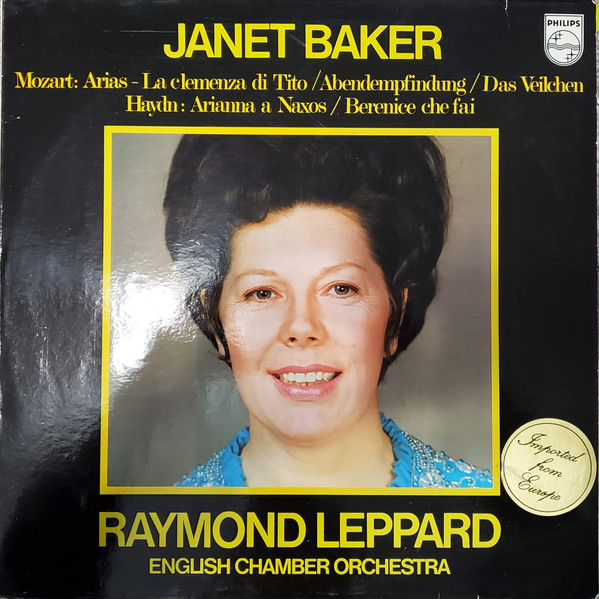 JANET BAKER
PHILIPS
Mozart: Arias - La clemenza di Tito / Abendempfindung / Das Veilchen
Haydn: Arianna a Naxos / Berenice che fai
Imported
from
Europe
RAYMOND LEPPARD
ENGLISH CHAMBER ORCHESTRA